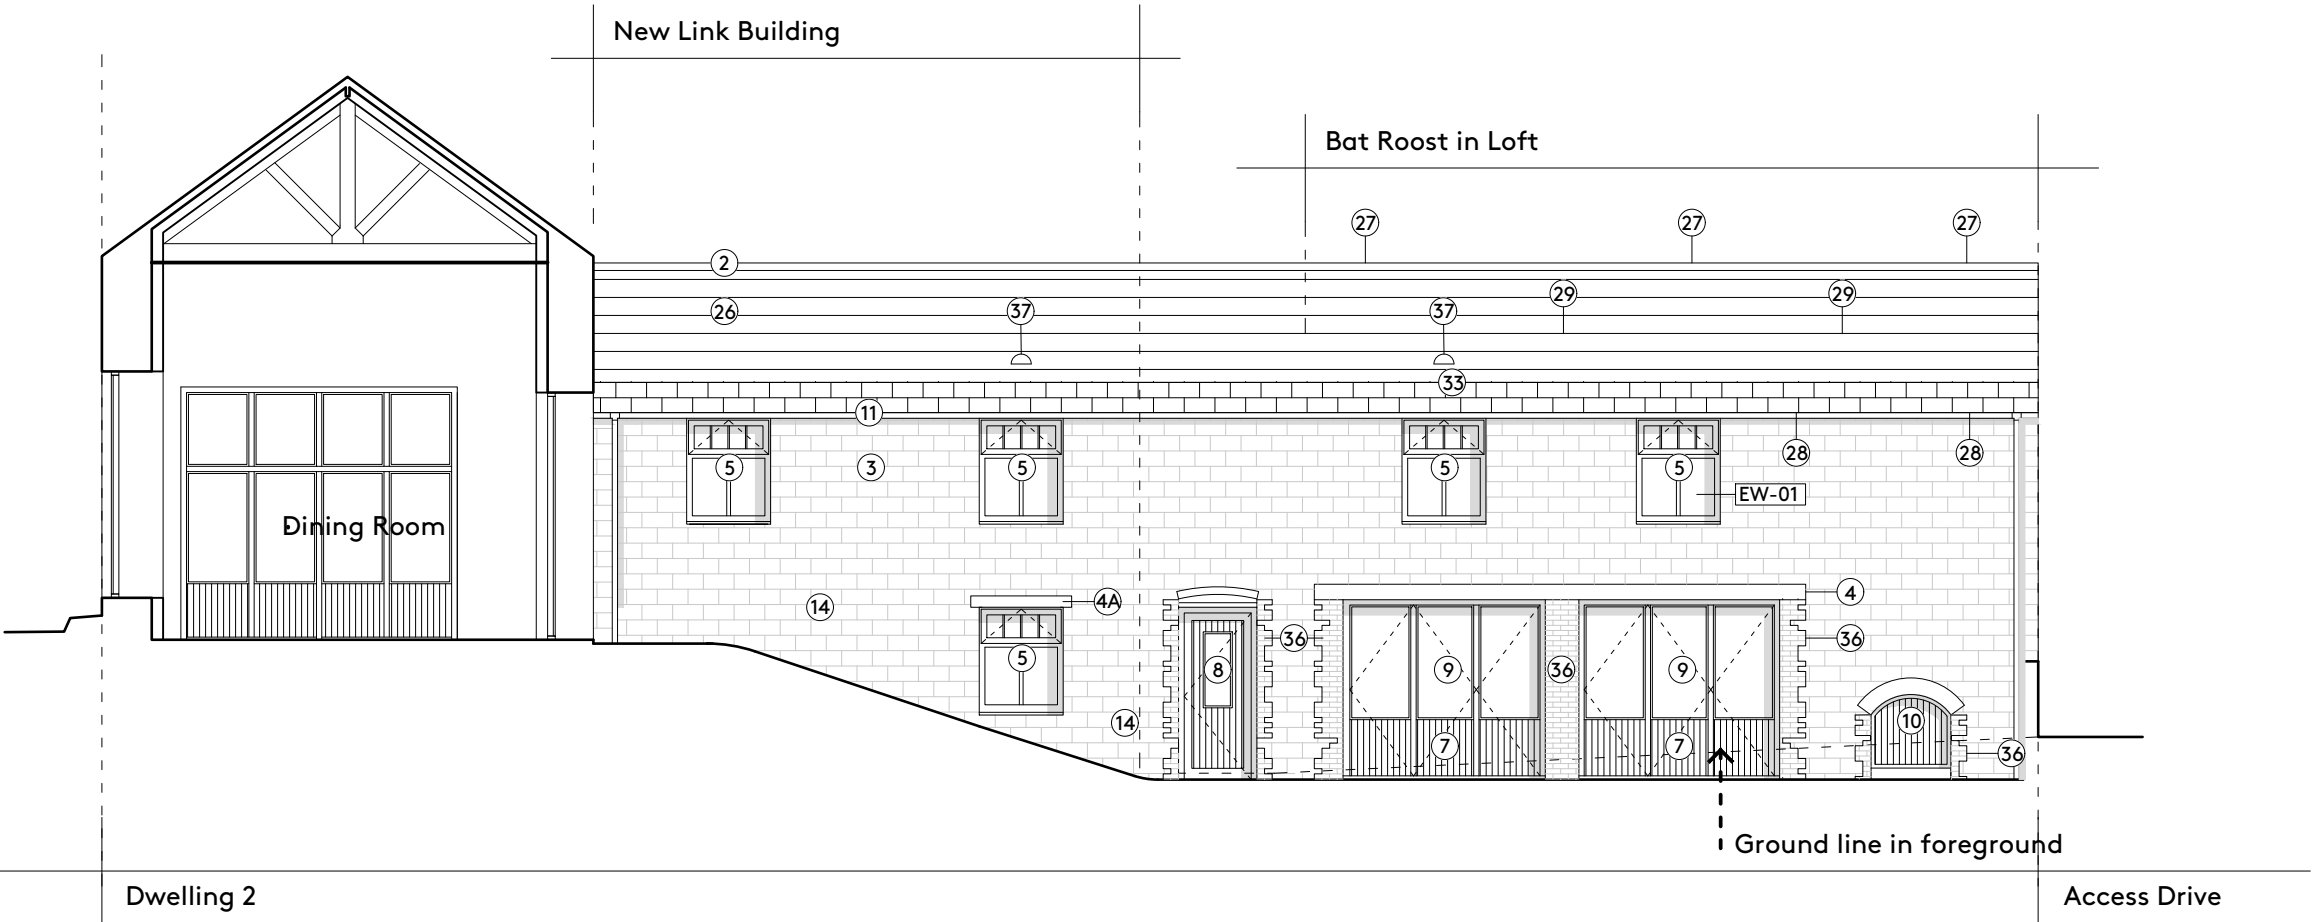 New Link Building
Bat Roost in Loft
27 27 27
2
26 37 37 29 29
33
11
5 3 5 5 5 28 28
EW-01
Dining Room
14 4A 4
36 36
5 8 9 36 9
14 7 7 10
36
Ground line in foreground
Dwelling 2 Access Drive